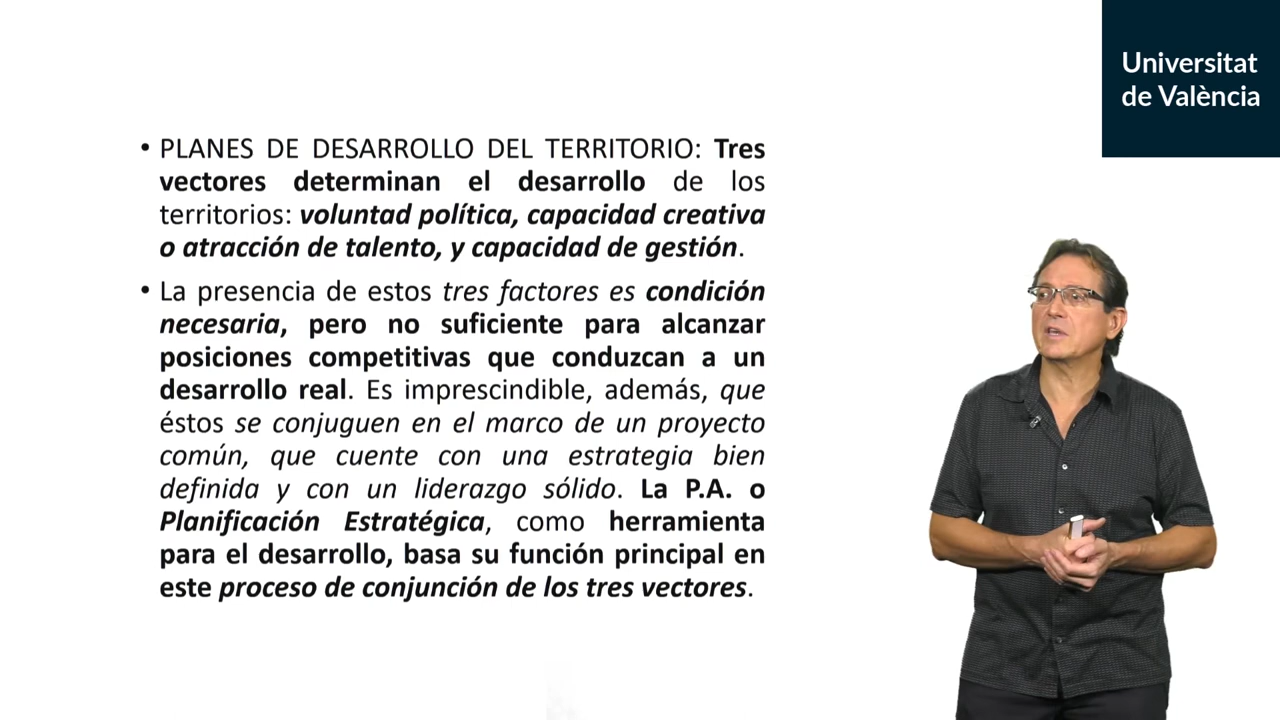 Universitat
de València
• PLANES DE DESARROLLO DEL TERRITORIO: Tres
vectores determinan el desarrollo de los
territorios: voluntad política, capacidad creativa
o atracción de talento, y capacidad de gestión.
• La presencia de estos tres factores es condición
necesaria, pero no suficiente para alcanzar
posiciones competitivas que conduzcan a un
desarrollo real. Es imprescindible, además, que
éstos se conjuguen en el marco de un proyecto
común, que cuente con una estrategia bien
definida y con un liderazgo sólido. La P.A. o
Planificación Estratégica, como herramienta
para el desarrollo, basa su función principal en
este proceso de conjunción de los tres vectores.